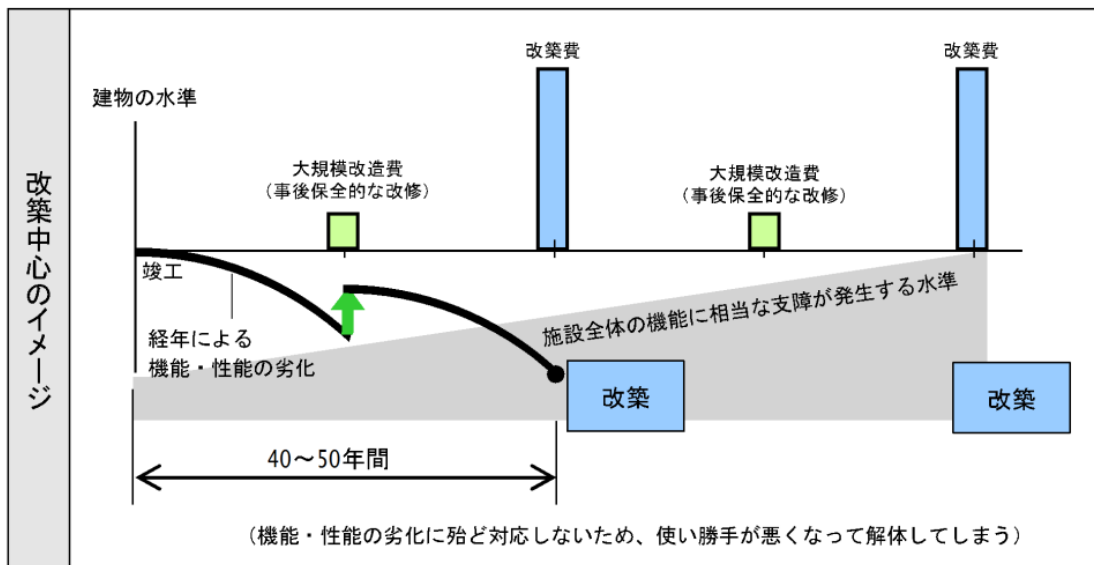 改築中心のイメージ
改築費
改築費
建物の水準
大規模改造費
（事後保全的な改修）
大規模改造費
（事後保全的な改修）
竣工
経年による
機能・性能の劣化
施設全体の機能に相当な支障が発生する水準
改築
改築
40～50年間
（機能・性能の劣化に殆ど対応しないため、使い勝手が悪くなって解体してしまう）